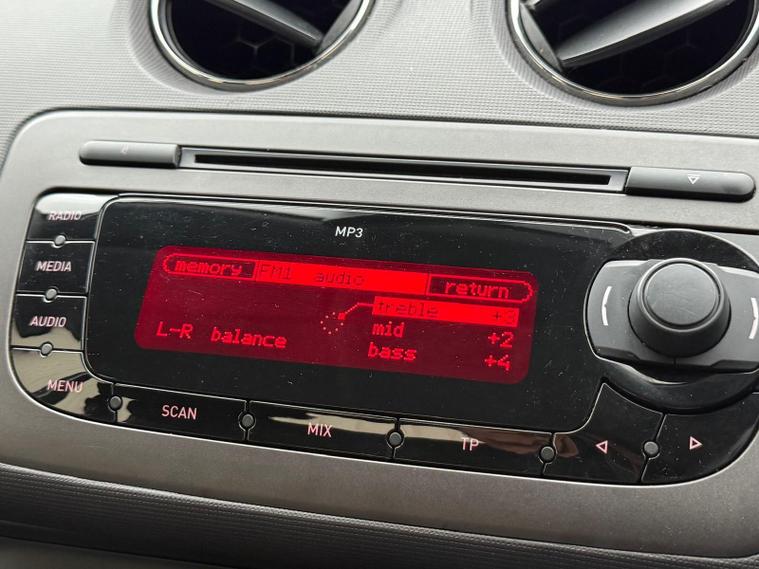 MP3
RADIO
MEDIA
AUDIO
MENU
memory FM1 audio return
treble +3
L-R balance mid +2
bass +4
SCAN MIX TP